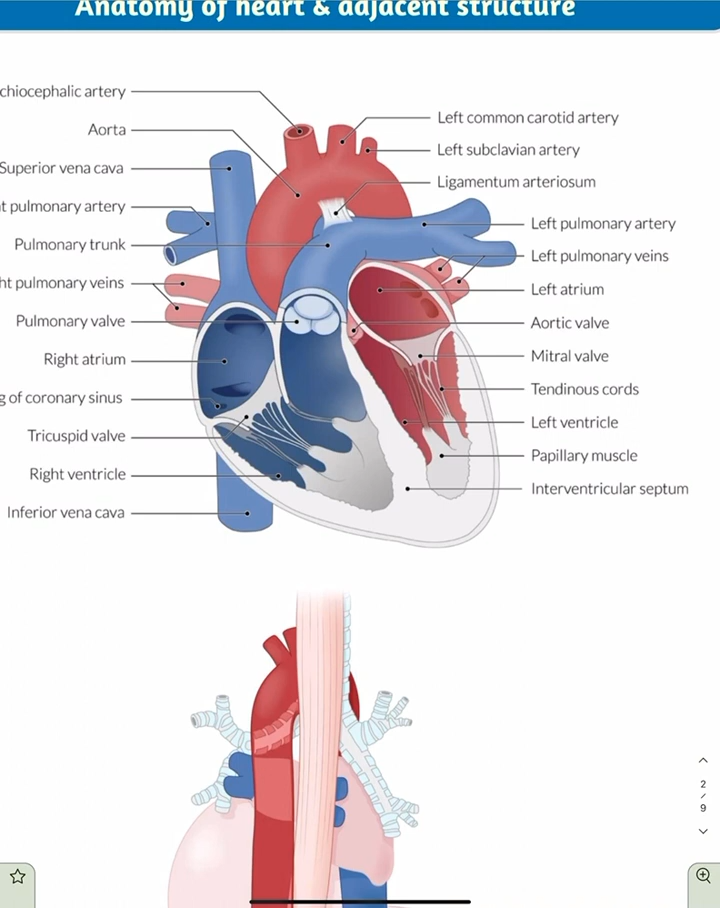 Anatomy of heart & adjacent structure
chiocephalic artery
Aorta
Superior vena cava
ht pulmonary artery
Pulmonary trunk
ht pulmonary veins
Pulmonary valve
Right atrium
g of coronary sinus
Tricuspid valve
Right ventricle
Inferior vena cava
Left common carotid artery
Left subclavian artery
Ligamentum arteriosum
Left pulmonary artery
Left pulmonary veins
Left atrium
Aortic valve
Mitral valve
Tendinous cords
Left ventricle
Papillary muscle
Interventricular septum
2
/
9